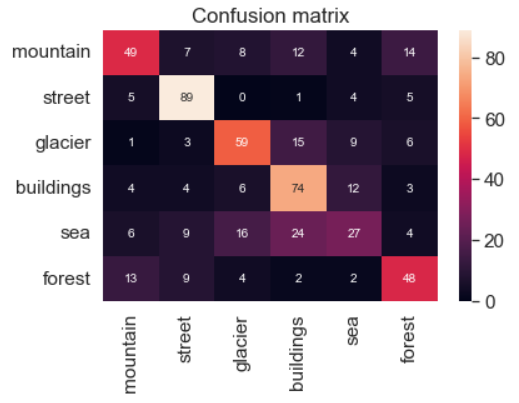 Confusion matrix
mountain 49 7 8 12 4 14
street 5 89 0 1 4 5
glacier 1 3 59 15 9 6
buildings 4 4 6 74 12 3
sea 6 9 16 24 27 4
forest 13 9 4 2 2 48
mountain street glacier buildings sea forest
80
60
40
20
0